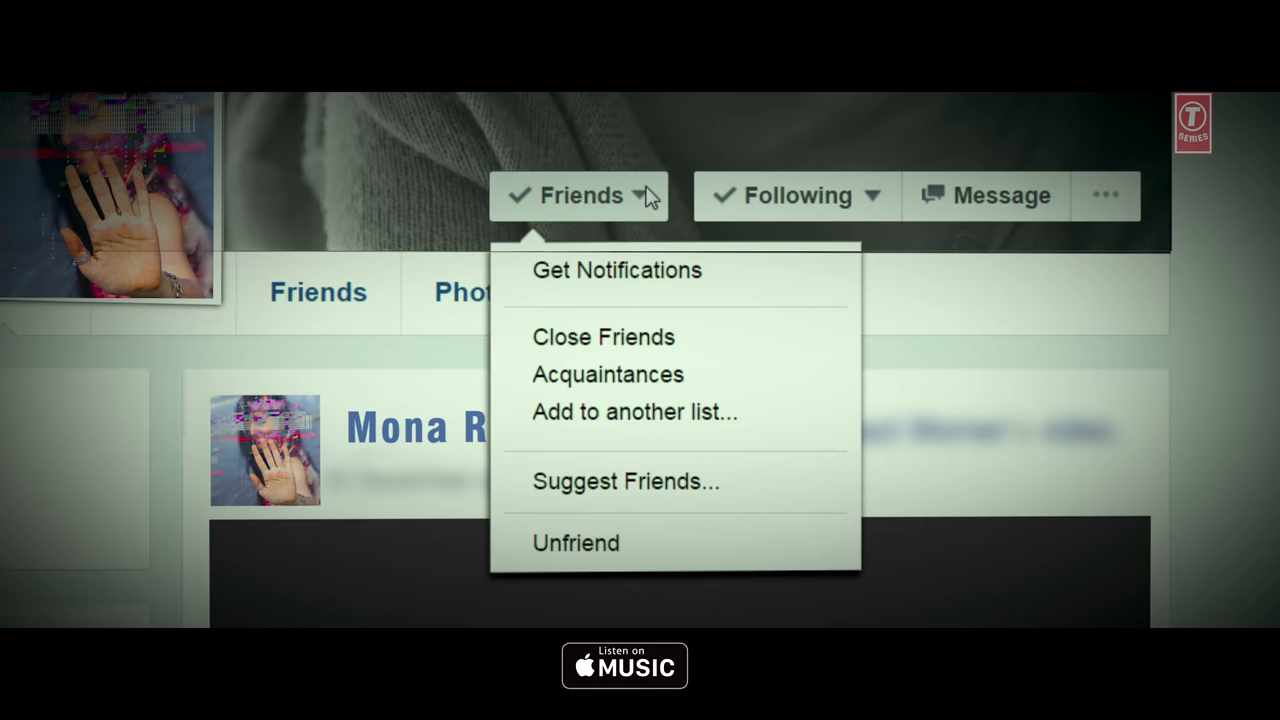 T
SERIES
Friends
Following
Message
Get Notifications
Friends
Close Friends
Acquaintances
Add to another list...
Mona R
Suggest Friends...
Unfriend
Listen on
MUSIC